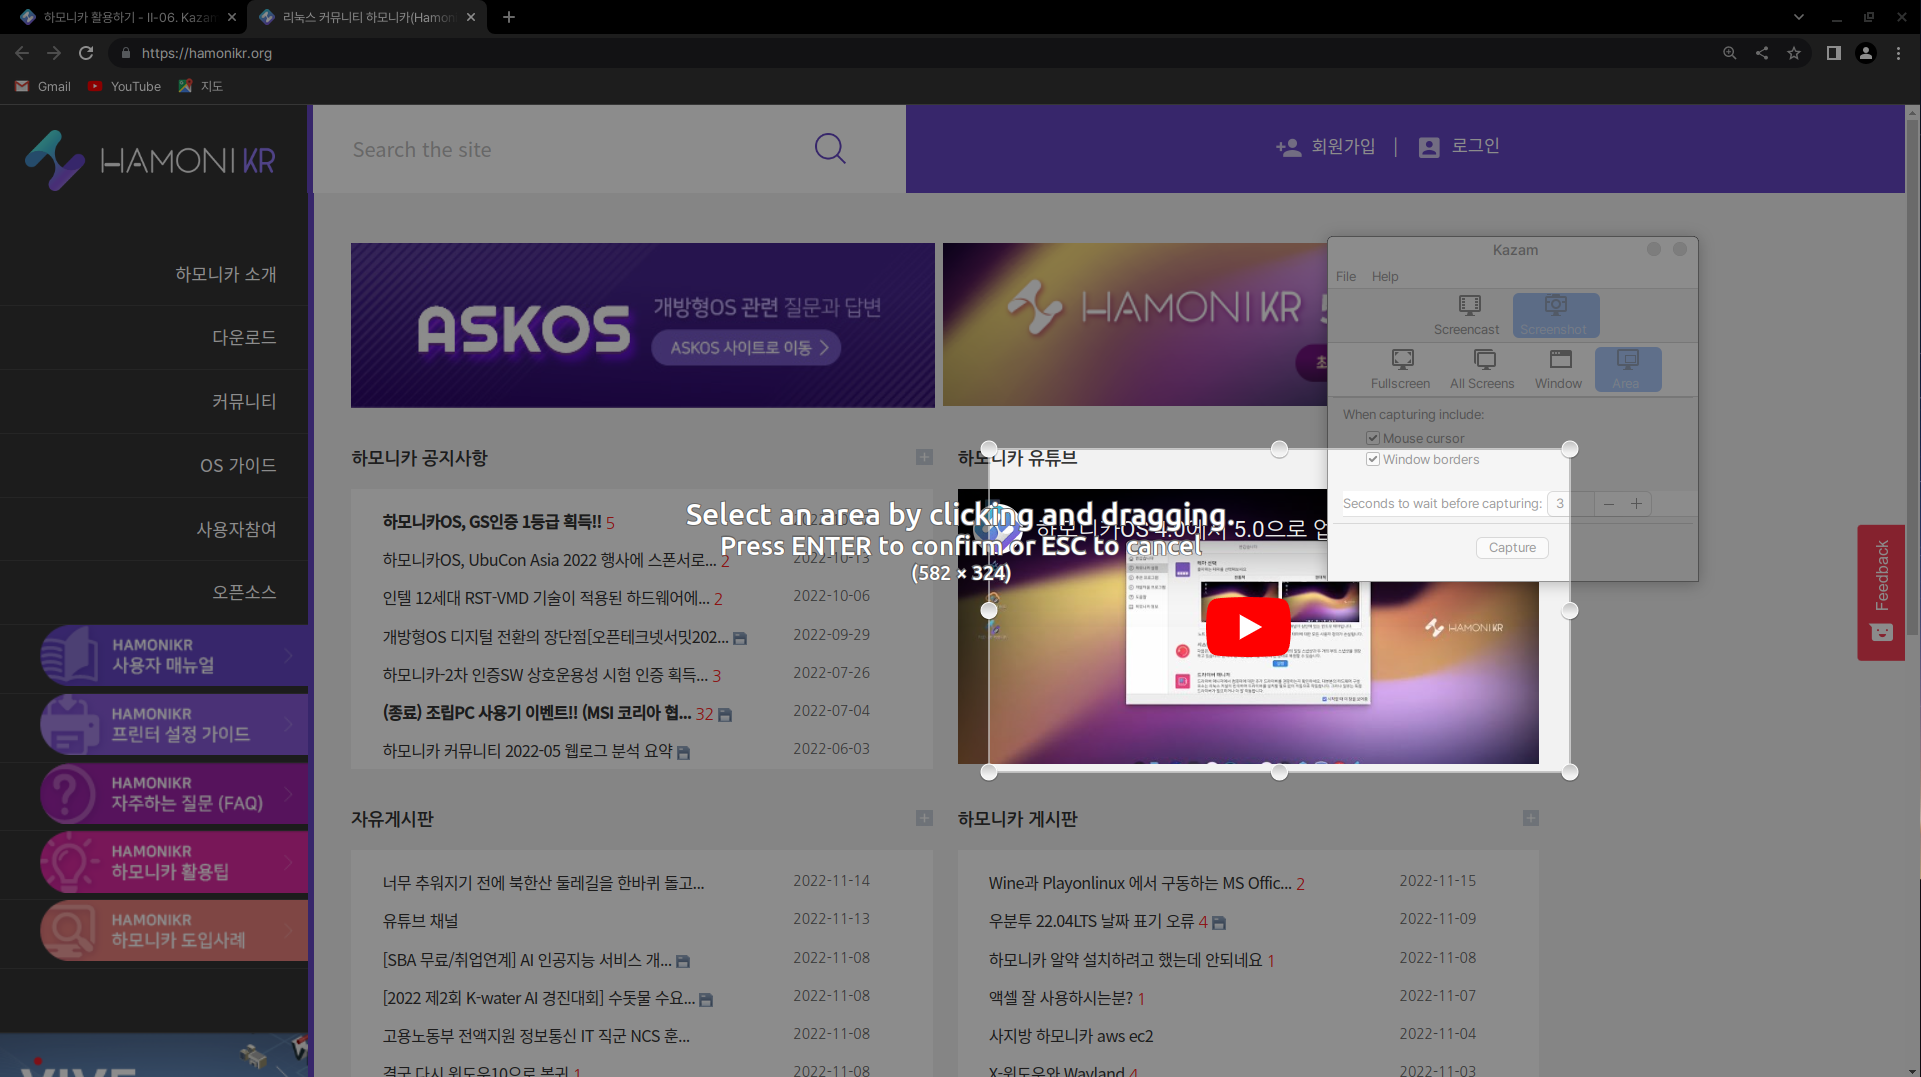 하모니카 활용하기 - II-06. Kazam
리눅스 커뮤니티 하모니카(Hamoni
https://hamonikr.org
Gmail
YouTube
지도
HAMONIKR
Search the site
회원가입 | 로그인
하모니카 소개
다운로드
커뮤니티
OS 가이드
사용자참여
오픈소스
HAMONIKR
사용자 매뉴얼
HAMONIKR
프린터 설정 가이드
HAMONIKR
자주하는 질문 (FAQ)
HAMONIKR
하모니카 활용팁
HAMONIKR
하모니카 도입사례
ASKOS
개방형OS 관련 질문과 답변
ASKOS 사이트로 이동
HAMONIKR 5
Kazam
File Help
Screencast
Screenshot
Fullscreen
All Screens
Window
Area
When capturing include:
Mouse cursor
Window borders
Seconds to wait before capturing: 3
Capture
Select an area by clicking and dragging.
Press ENTER to confirm or ESC to cancel
(582 × 324)
하모니카 공지사항
하모니카OS, GS인증 1등급 획득!! 5
하모니카OS, UbuCon Asia 2022 행사에 스폰서로... 2 2022-10-13
인텔 12세대 RST-VMD 기술이 적용된 하드웨어에... 2 2022-10-06
개방형OS 디지털 전환의 장단점[오픈테크넷서밋202... 2022-09-29
하모니카-2차 인증SW 상호운용성 시험 인증 획득... 3 2022-07-26
(종료) 조립PC 사용기 이벤트!! (MSI 코리아 협... 32 2022-07-04
하모니카 커뮤니티 2022-05 웹로그 분석 요약 2022-06-03
하모니카 유튜브
하모니카OS 4.0에서 5.0으로 업
테마 선택
드라이버 매니저
HAMONIKR
자유게시판
너무 추워지기 전에 북한산 둘레길을 한바퀴 돌고... 2022-11-14
유튜브 채널 2022-11-13
[SBA 무료/취업연계] AI 인공지능 서비스 개... 2022-11-08
[2022 제2회 K-water AI 경진대회] 수돗물 수요... 2022-11-08
고용노동부 전액지원 정보통신 IT 직군 NCS 훈... 2022-11-08
결국 다시 윈도우10으로 복귀 1 2022-11-08
하모니카 게시판
Wine과 Playonlinux 에서 구동하는 MS Offic... 2 2022-11-15
우분투 22.04LTS 날짜 표기 오류 4 2022-11-09
하모니카 알약 설치하려고 했는데 안되네요 1 2022-11-08
액셀 잘 사용하시는분? 1 2022-11-07
사지방 하모니카 aws ec2 2022-11-04
X-윈도우와 Wayland 4 2022-11-03
Feedback